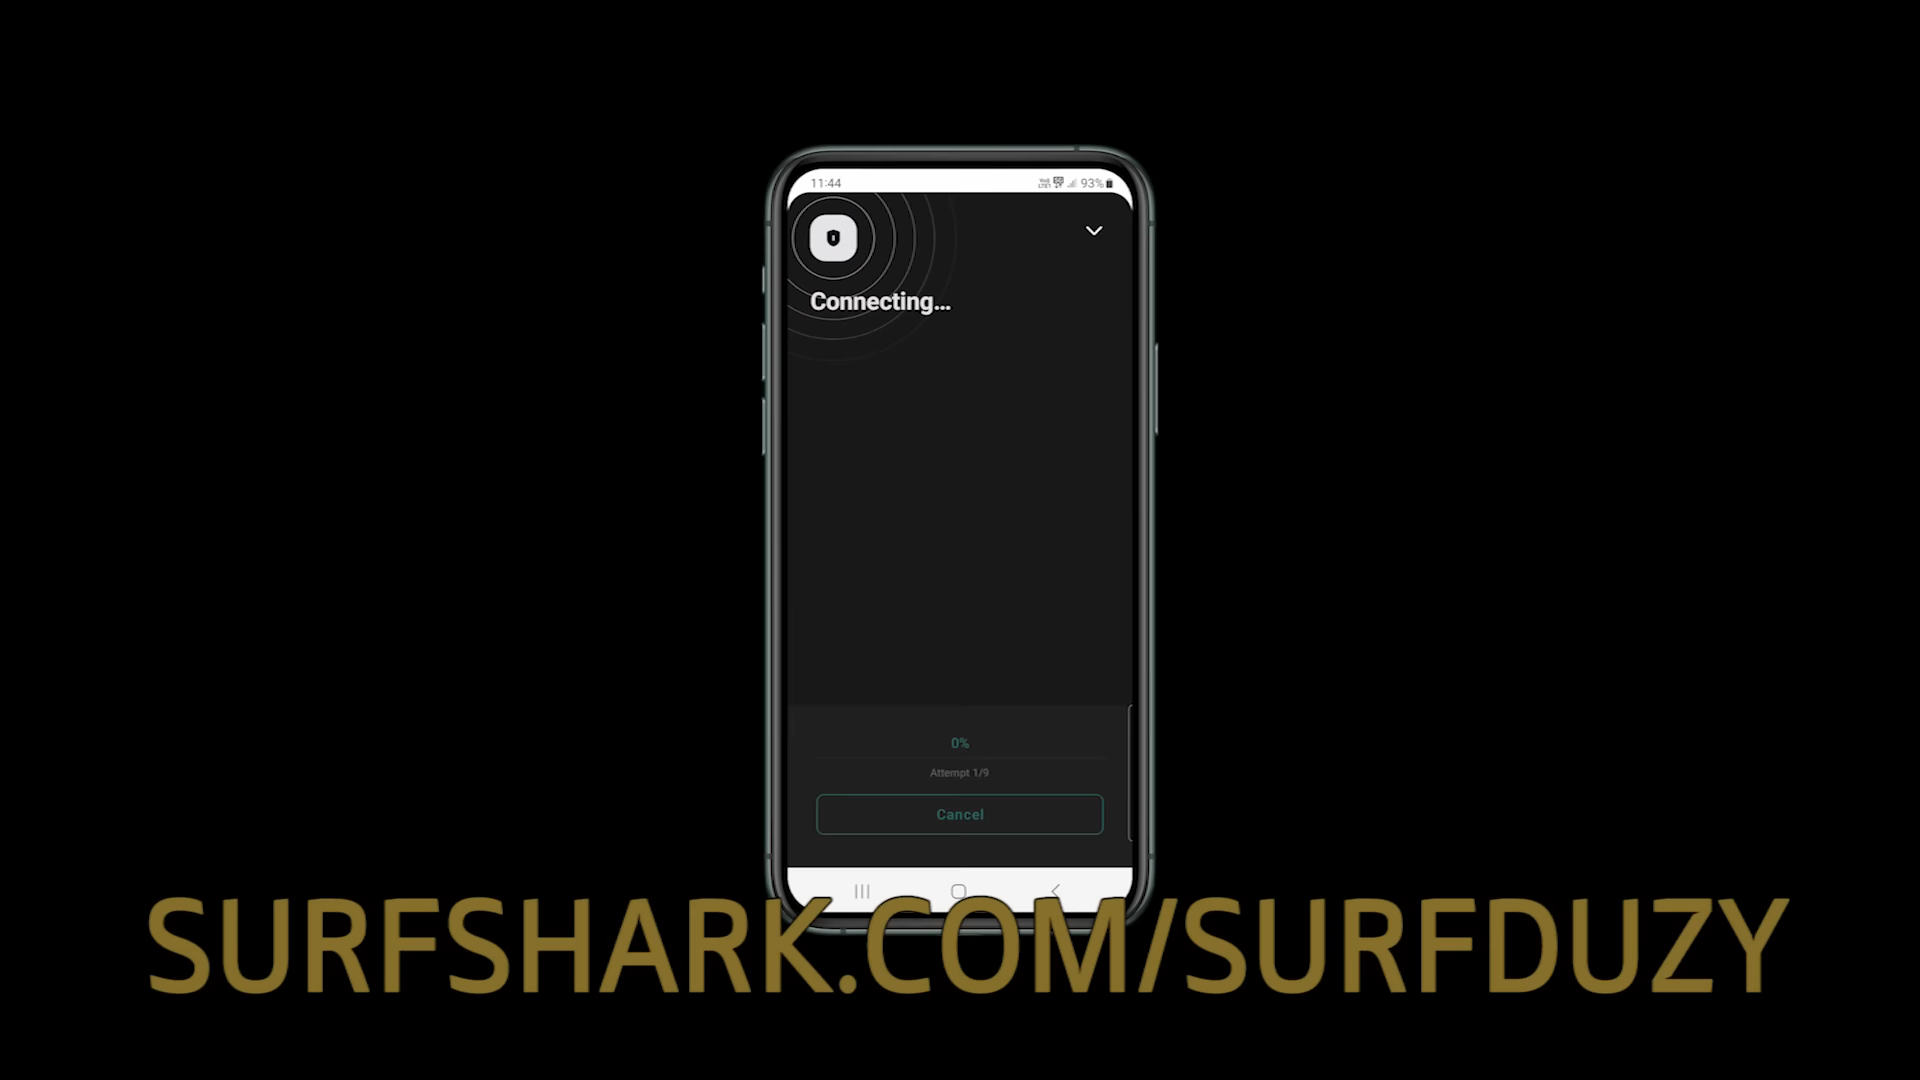 11:44
93%
Connecting...
0%
Attempt 1/9
Cancel
SURFSHARK.COM/SURFDUZY